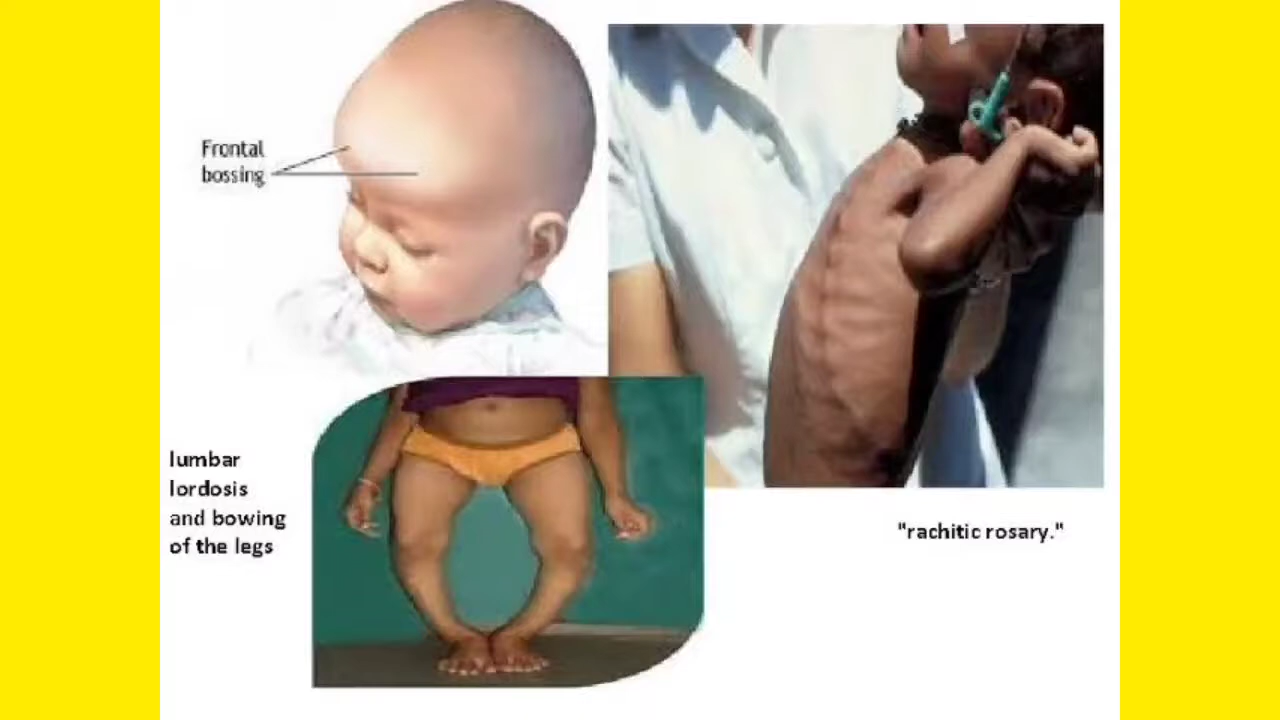 Frontal
bossing
lumbar
lordosis
and bowing
of the legs
"rachitic rosary."